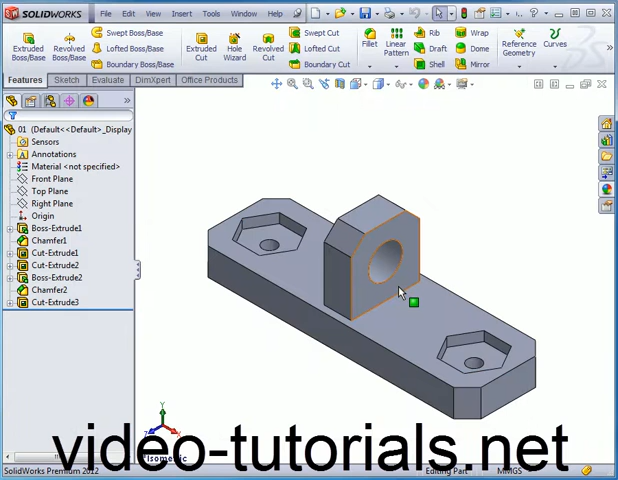 SOLIDWORKS
File Edit View Insert Tools Window Help
Extruded Boss/Base
Revolved Boss/Base
Swept Boss/Base
Lofted Boss/Base
Boundary Boss/Base
Extruded Cut
Hole Wizard
Revolved Cut
Swept Cut
Lofted Cut
Boundary Cut
Fillet
Linear Pattern
Rib
Draft
Shell
Wrap
Dome
Mirror
Reference Geometry
Curves
Features Sketch Evaluate DimXpert Office Products
01 (Default<<Default>_Display
Sensors
Annotations
Material <not specified>
Front Plane
Top Plane
Right Plane
Origin
Boss-Extrude1
Chamfer1
Cut-Extrude1
Cut-Extrude2
Boss-Extrude2
Chamfer2
Cut-Extrude3
Y
X
Z
*Isometric
video-tutorials.net
SolidWorks Premium 2012
Editing Part
MMGS